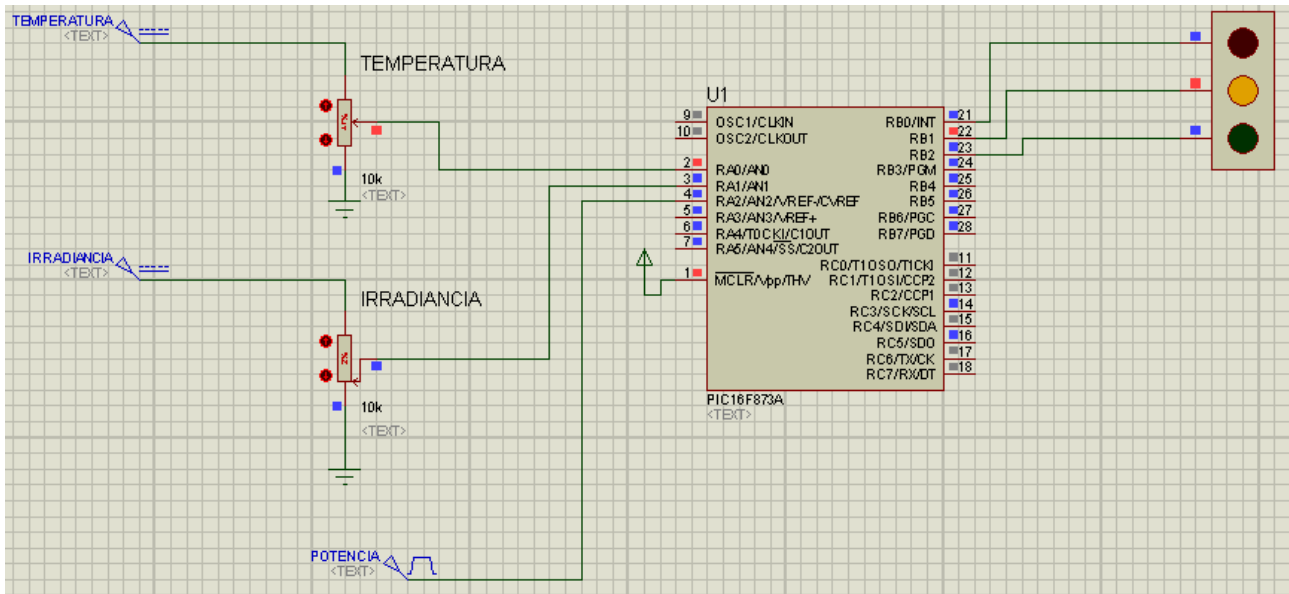 TEMPERATURA
<TEXT>
TEMPERATURA
10k
<TEXT>
IRRADIANCIA
<TEXT>
IRRADIANCIA
10k
<TEXT>
POTENCIA
<TEXT>
U1
9 OSC1/CLKIN
10 OSC2/CLKOUT
2 RA0/AN0
3 RA1/AN1
4 RA2/AN2/VREF-/CVREF
5 RA3/AN3/VREF+
6 RA4/T0CKI/C1OUT
7 RA5/AN4/SS/C2OUT
1 MCLR/Vpp/THV
RB0/INT 21
RB1 22
RB2 23
RB3/PGM 24
RB4 25
RB5 26
RB6/PGC 27
RB7/PGD 28
RC0/T1OSO/T1CKI 11
RC1/T1OSI/CCP2 12
RC2/CCP1 13
RC3/SCK/SCL 14
RC4/SDI/SDA 15
RC5/SDO 16
RC6/TX/CK 17
RC7/RX/DT 18
PIC16F873A
<TEXT>